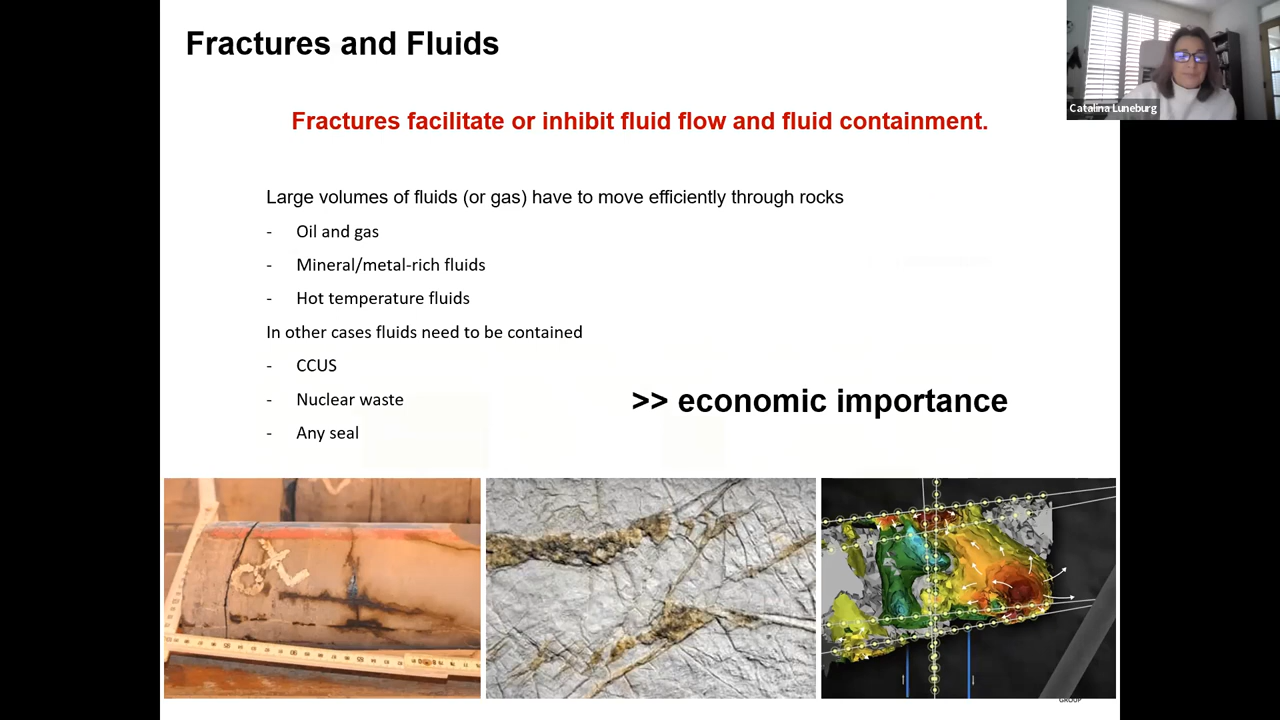 Fractures and Fluids
Catalina Luneburg
Fractures facilitate or inhibit fluid flow and fluid containment.
Large volumes of fluids (or gas) have to move efficiently through rocks
- Oil and gas
- Mineral/metal-rich fluids
- Hot temperature fluids
In other cases fluids need to be contained
- CCUS
- Nuclear waste
>> economic importance
- Any seal
GROUP